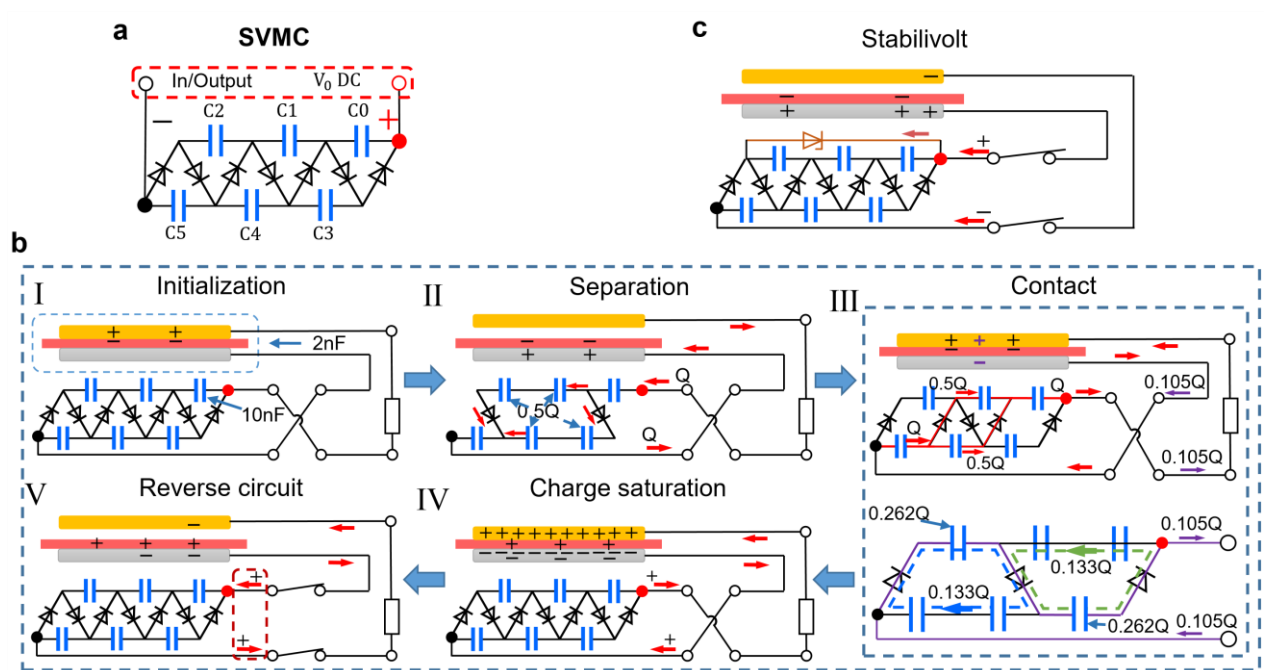 a
SVMC
In/Output V₀ DC
− +
C2 C1 C0
C5 C4 C3
c
Stabilivolt
−
− −
+ + +
+
−
b
I
Initialization
+ +
− −
2nF
10nF
II
Separation
− −
+ +
Q
0.5Q
Q
III
Contact
+ + +
− −
−
0.5Q Q 0.105Q
Q
0.5Q 0.105Q
0.262Q 0.105Q
0.133Q
0.133Q
0.262Q 0.105Q
V
Reverse circuit
−
+ + +
− −
+
+
IV
Charge saturation
+ + + + + + + + +
+ + +
− − − − − − − − −
− −
+
+